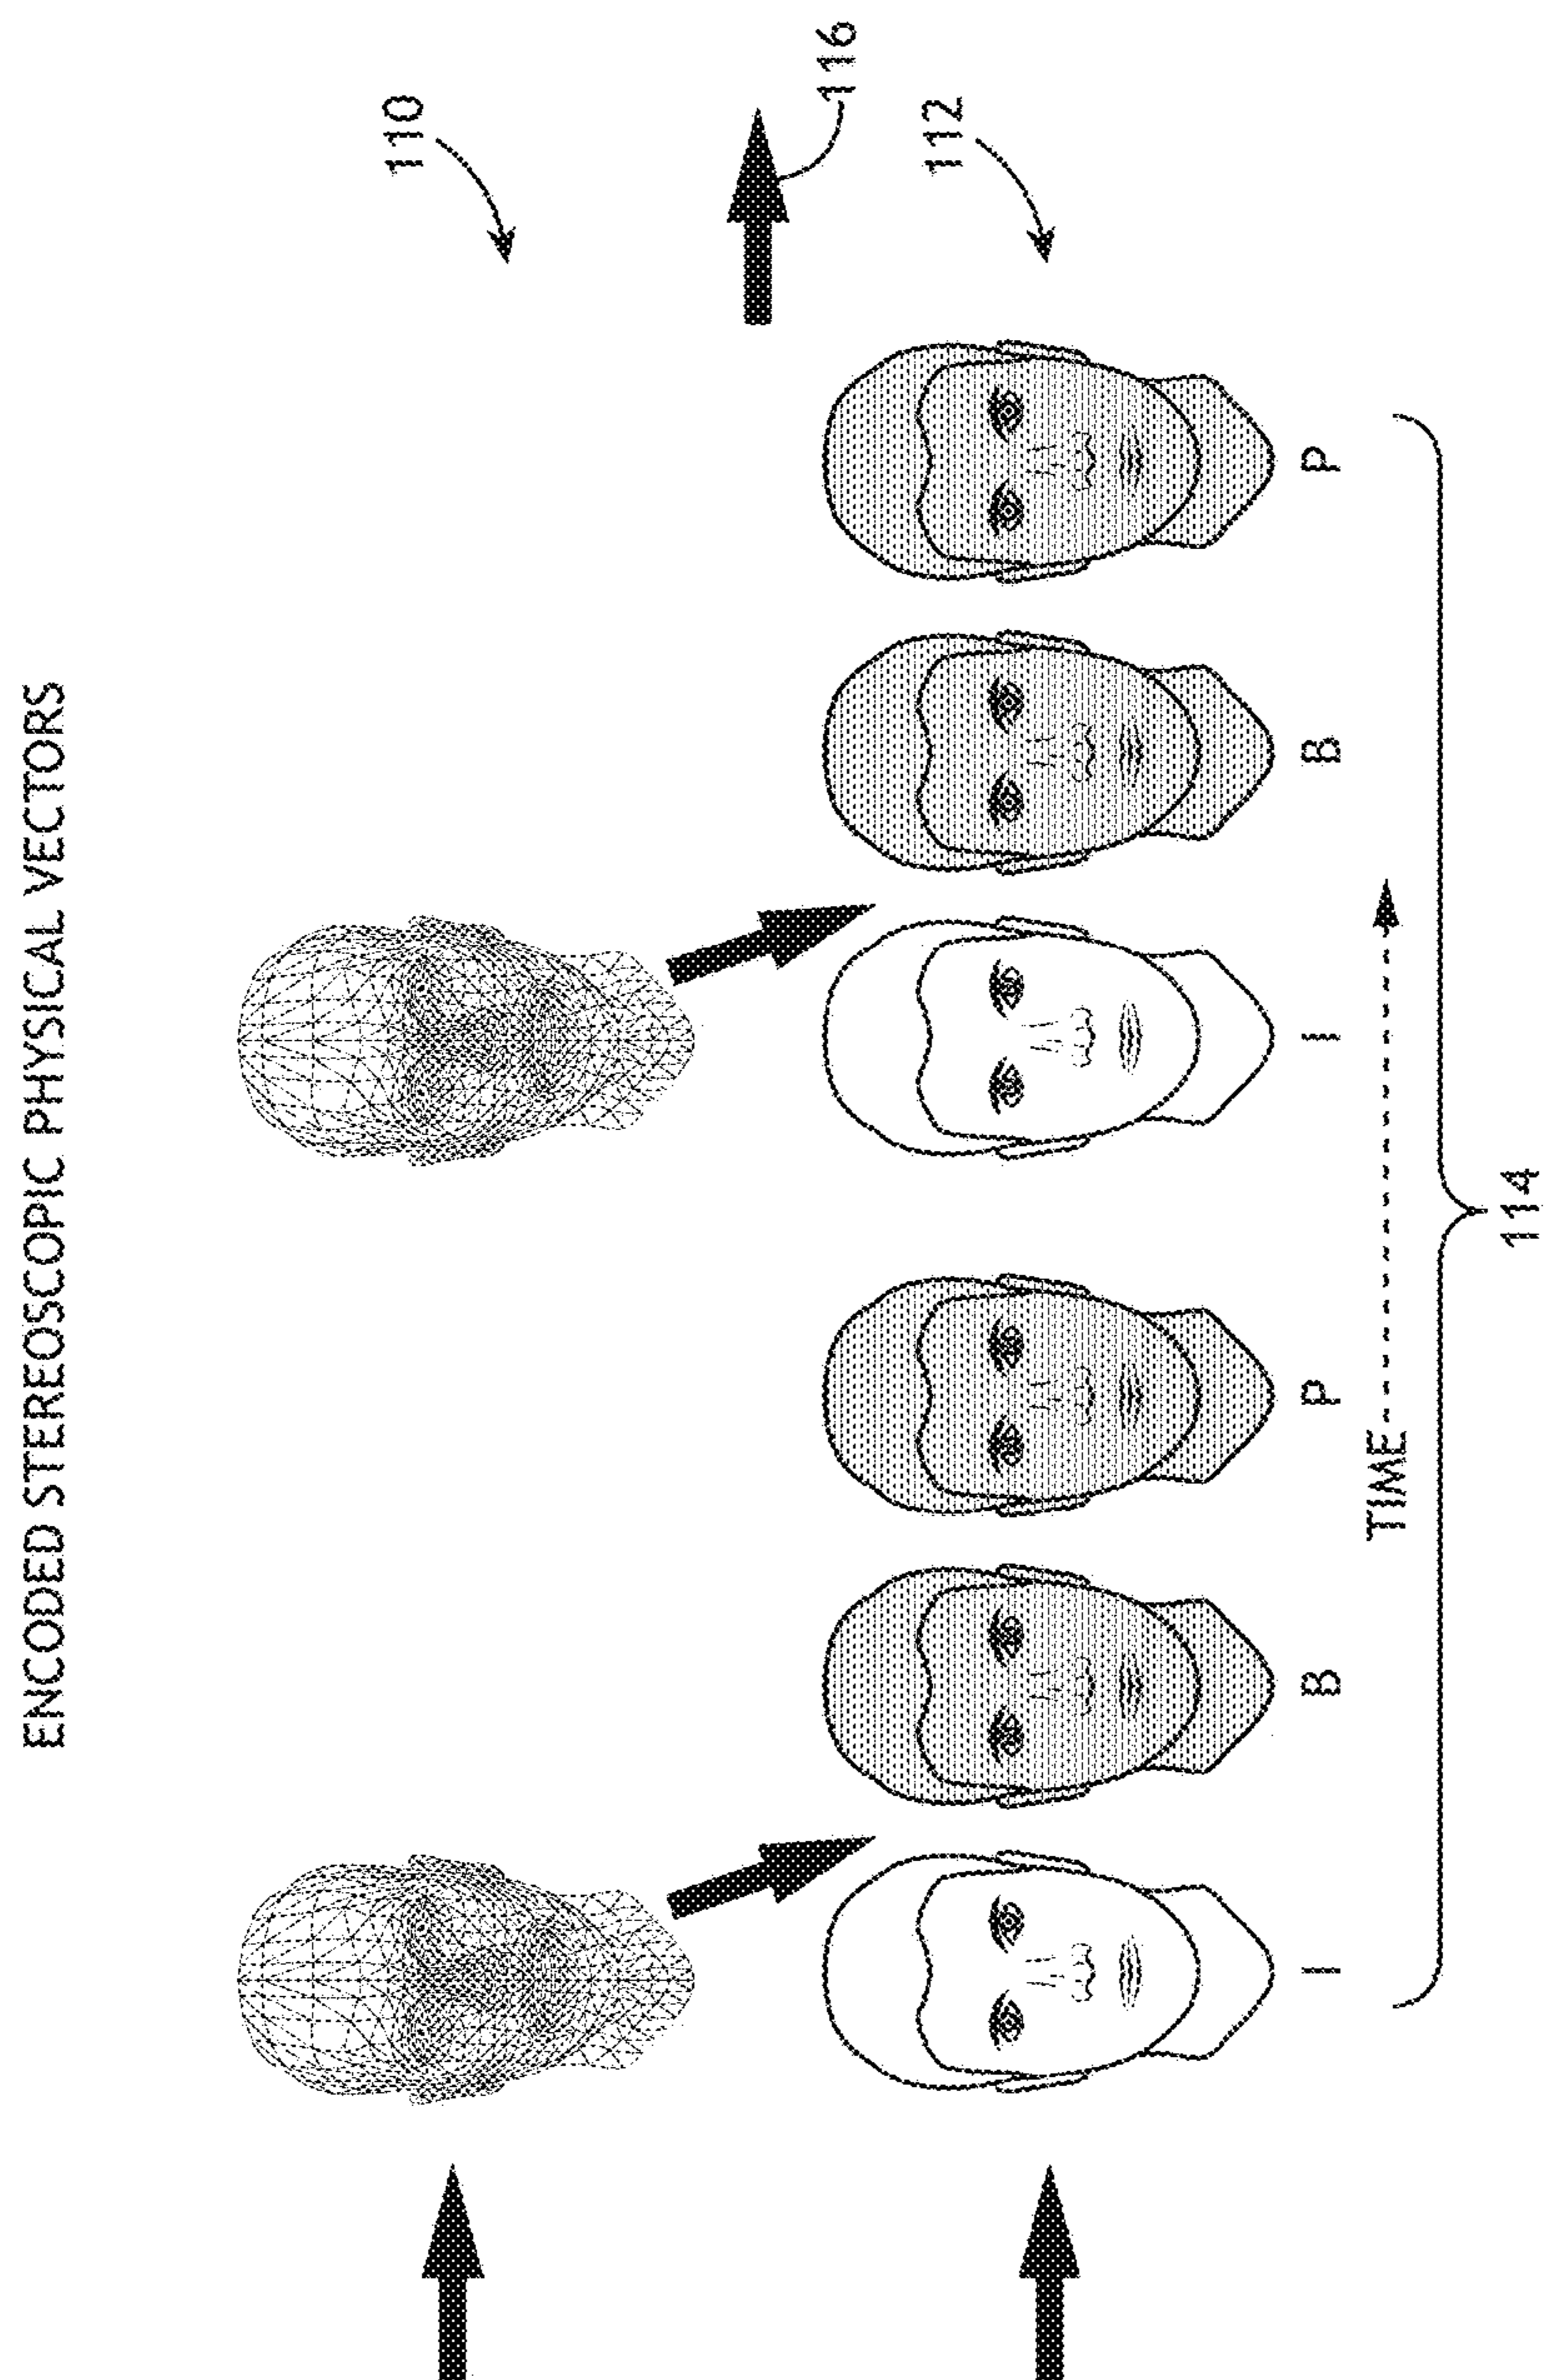 ENCODED STEREOSCOPIC PHYSICAL VECTORS
110
116
112
I
B
P
I
B
P
TIME
114